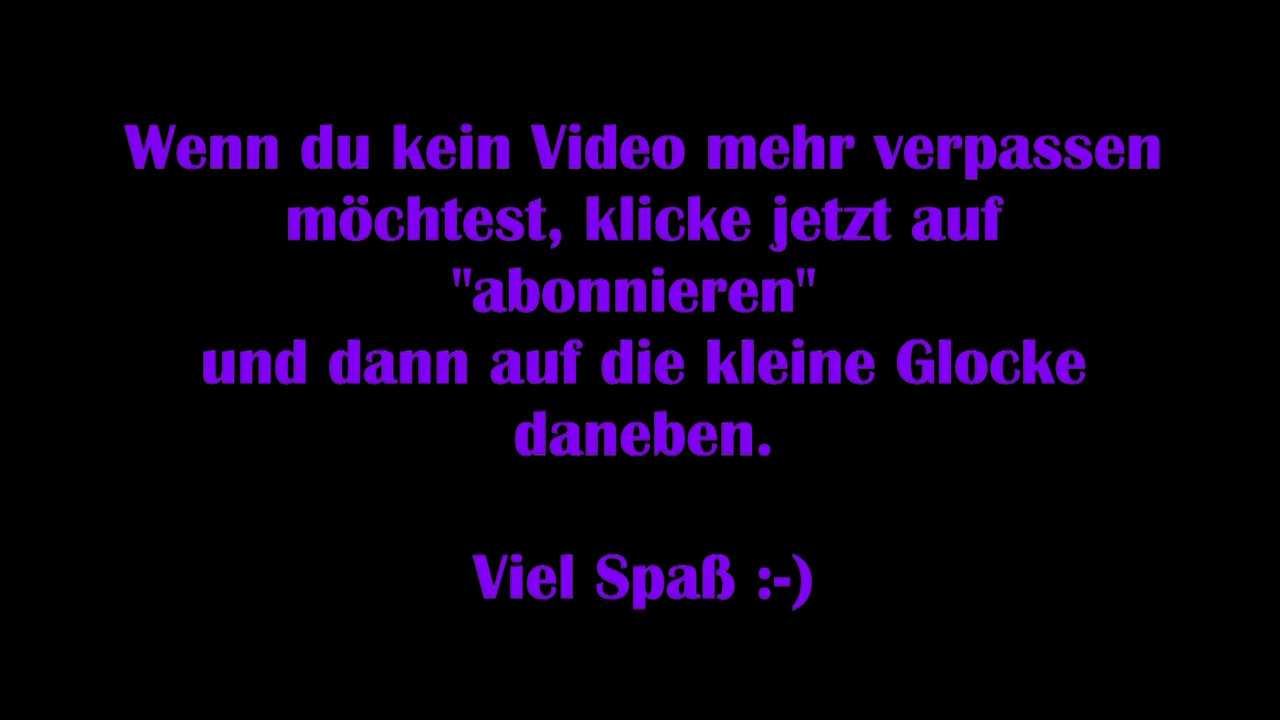 Wenn du kein Video mehr verpassen
möchtest, klicke jetzt auf
"abonnieren"
und dann auf die kleine Glocke
daneben.
Viel Spaß :-)